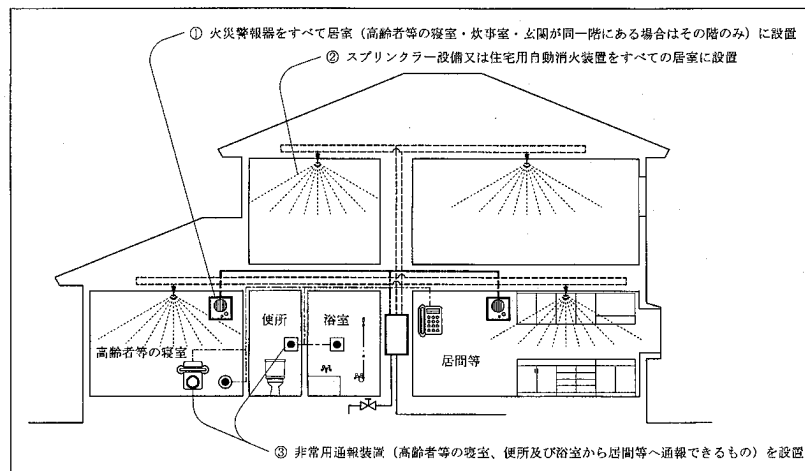 ① 火災警報器をすべて居室（高齢者等の寝室・炊事室・玄関が同一階にある場合はその階のみ）に設置
② スプリンクラー設備又は住宅用自動消火装置をすべての居室に設置
便所
浴室
高齢者等の寝室
居間等
③ 非常用通報装置（高齢者等の寝室、便所及び浴室から居間等へ通報できるもの）を設置